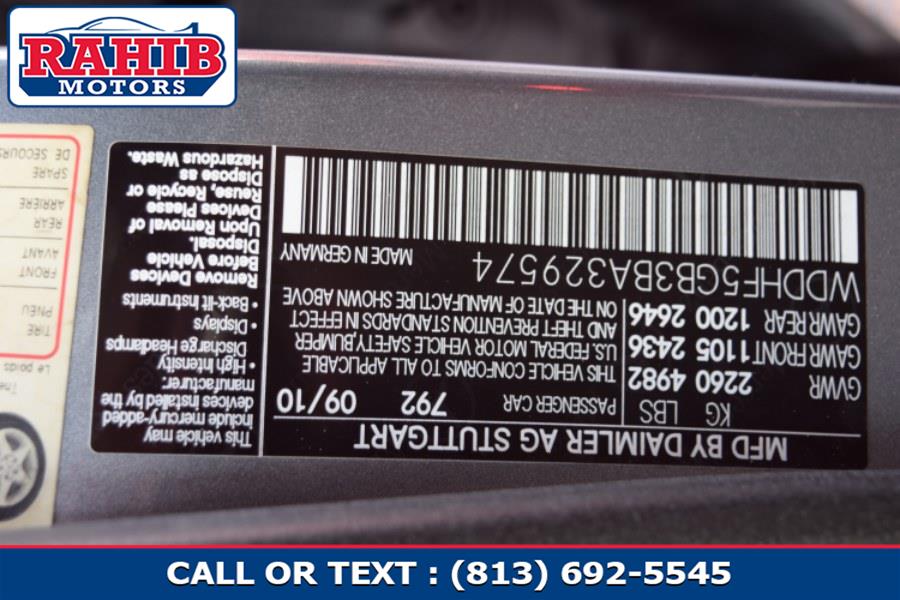 RAHIB
MOTORS
MFD BY DAIMLER AG STUTTGART
PASSENGER CAR 792 09/10
KG LBS
GVWR 2260 4982
GAWR FRONT 1105 2436
GAWR REAR 1200 2646
THIS VEHICLE CONFORMS TO ALL APPLICABLE
U.S. FEDERAL MOTOR VEHICLE SAFETY,BUMPER
AND THEFT PREVENTION STANDARDS IN EFFECT
ON THE DATE OF MANUFACTURE SHOWN ABOVE
WDDHF5GB3BA329574
MADE IN GERMANY
This vehicle may
include mercury-added
devices installed by the
manufacturer:
• High Intensity
Discharge Headlamps
• Displays
• Back-lit Instruments
Remove Devices
Before Vehicle
Disposal.
Upon Removal of
Devices Please
Reuse, Recycle or
Dispose as
Hazardous Waste.
Le poids
TIRE
PNEU
FRONT
AVANT
REAR
ARRIÈRE
SPARE
DE SECOURS
CALL OR TEXT : (813) 692-5545